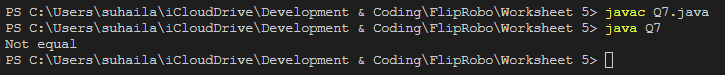 PS C:\Users\suhaila\iCloudDrive\Development & Coding\FlipRobo\Worksheet 5> javac Q7.java
PS C:\Users\suhaila\iCloudDrive\Development & Coding\FlipRobo\Worksheet 5> java Q7
Not equal
PS C:\Users\suhaila\iCloudDrive\Development & Coding\FlipRobo\Worksheet 5>